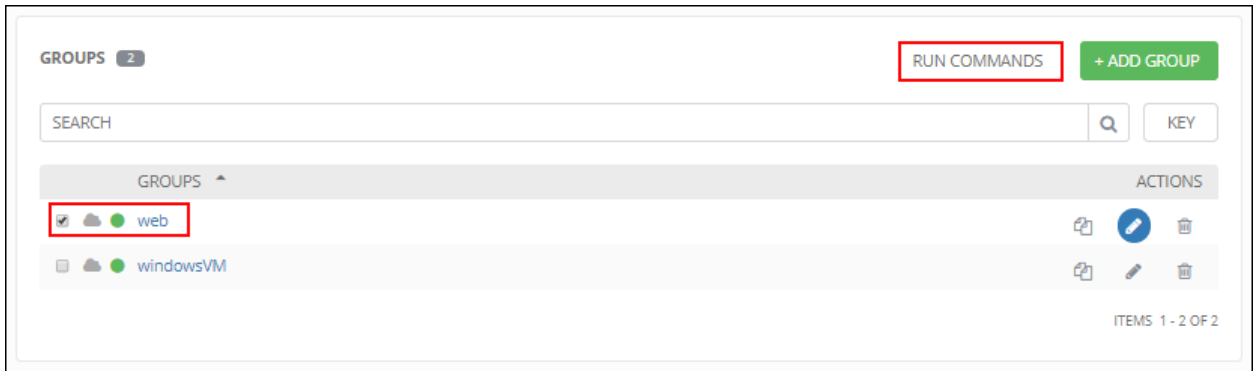 GROUPS 2
RUN COMMANDS
+ ADD GROUP
SEARCH
KEY
GROUPS
ACTIONS
web
windowsVM
ITEMS 1 - 2 OF 2